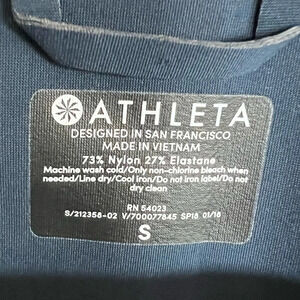 ATHLETA
DESIGNED IN SAN FRANCISCO
MADE IN VIETNAM
73% Nylon 27% Elastane
Machine wash cold/Only non-chlorine bleach when
needed/Line dry/Cool iron/Do not iron label/Do not
dry clean
RN 54023
S/212358-02 V/700077845 SP18 01/18
S